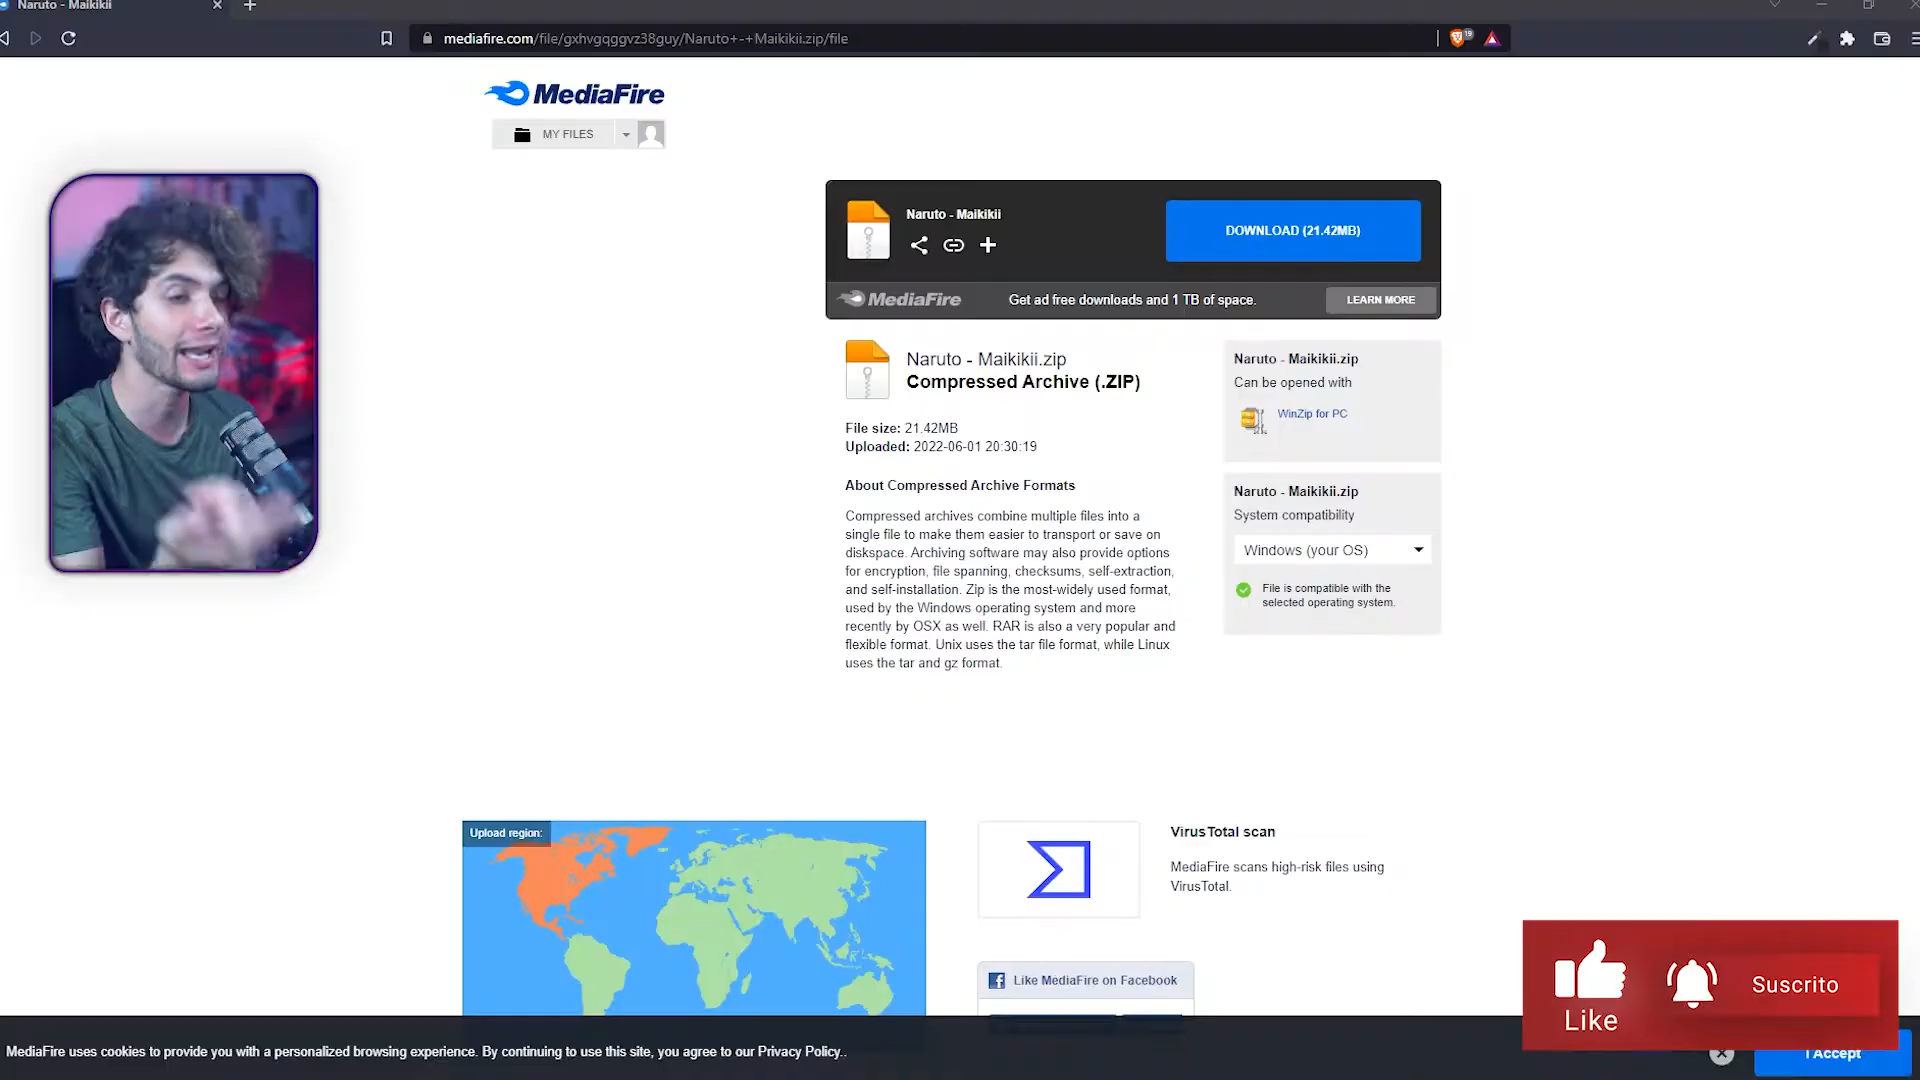 Naruto - Maikikii
mediafire.com/file/gxhvgqggvz38guy/Naruto+-+Maikikii.zip/file
19
MediaFire
MY FILES
Naruto - Maikikii
DOWNLOAD (21.42MB)
MediaFire
Get ad free downloads and 1 TB of space.
LEARN MORE
Naruto - Maikikii.zip
Compressed Archive (.ZIP)
File size: 21.42MB
Uploaded: 2022-06-01 20:30:19
About Compressed Archive Formats
Compressed archives combine multiple files into a
single file to make them easier to transport or save on
diskspace. Archiving software may also provide options
for encryption, file spanning, checksums, self-extraction,
and self-installation. Zip is the most-widely used format,
used by the Windows operating system and more
recently by OSX as well. RAR is also a very popular and
flexible format. Unix uses the tar file format, while Linux
uses the tar and gz format.
Naruto - Maikikii.zip
Can be opened with
WinZip for PC
Naruto - Maikikii.zip
System compatibility
Windows (your OS)
File is compatible with the
selected operating system.
Upload region:
VirusTotal scan
MediaFire scans high-risk files using
VirusTotal.
Like MediaFire on Facebook
Like
Suscrito
MediaFire uses cookies to provide you with a personalized browsing experience. By continuing to use this site, you agree to our Privacy Policy..
I Accept